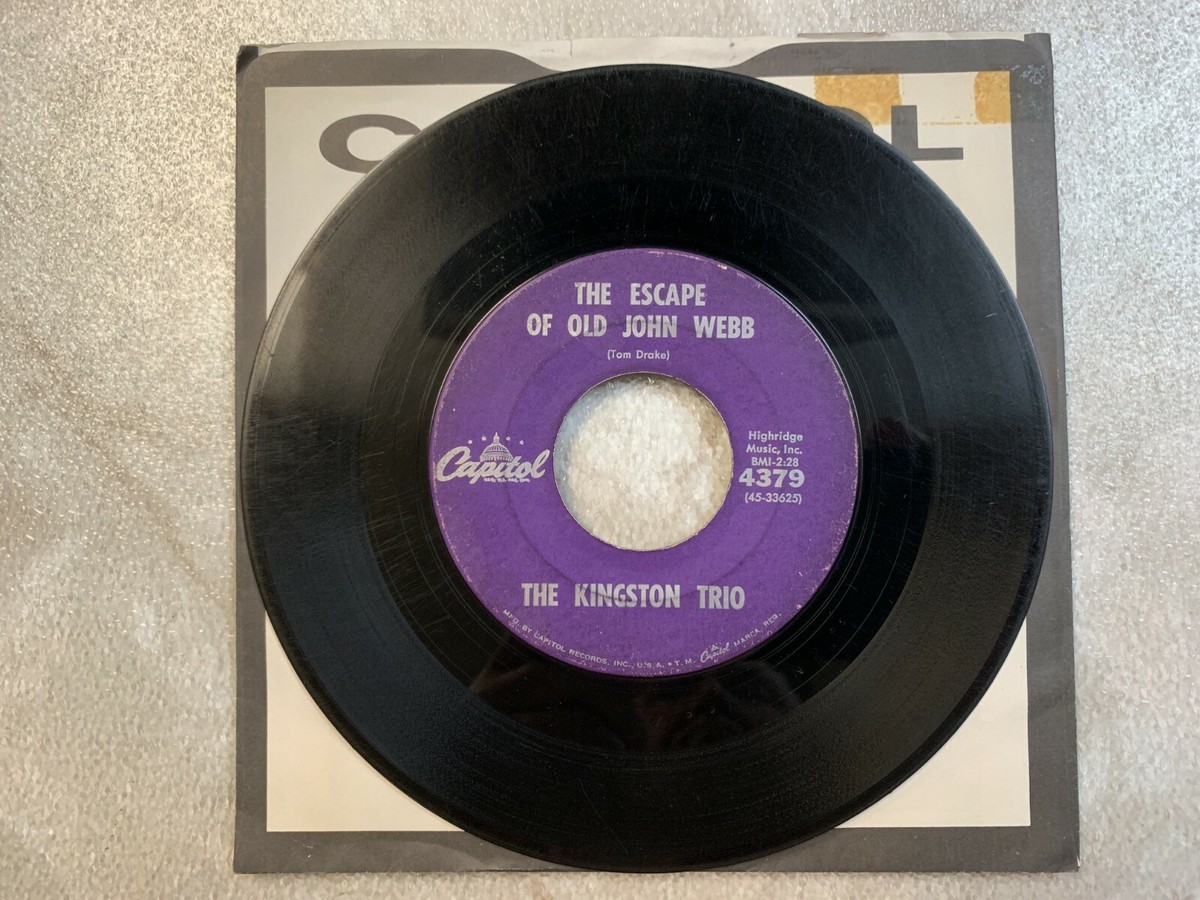 THE ESCAPE
OF OLD JOHN WEBB
(Tom Drake)
Capitol
Highridge
Music, Inc.
BMI-2:28
4379
(45-33625)
THE KINGSTON TRIO
MFD. BY CAPITOL RECORDS, INC., U.S.A. • T.M. Capitol MARCA. REG.